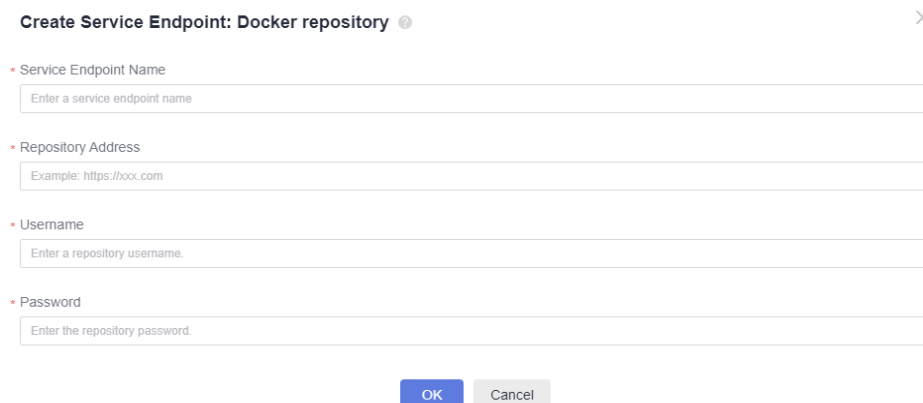 Create Service Endpoint: Docker repository ?
* Service Endpoint Name
Enter a service endpoint name
* Repository Address
Example: https://xxx.com
* Username
Enter a repository username.
* Password
Enter the repository password.
OK Cancel